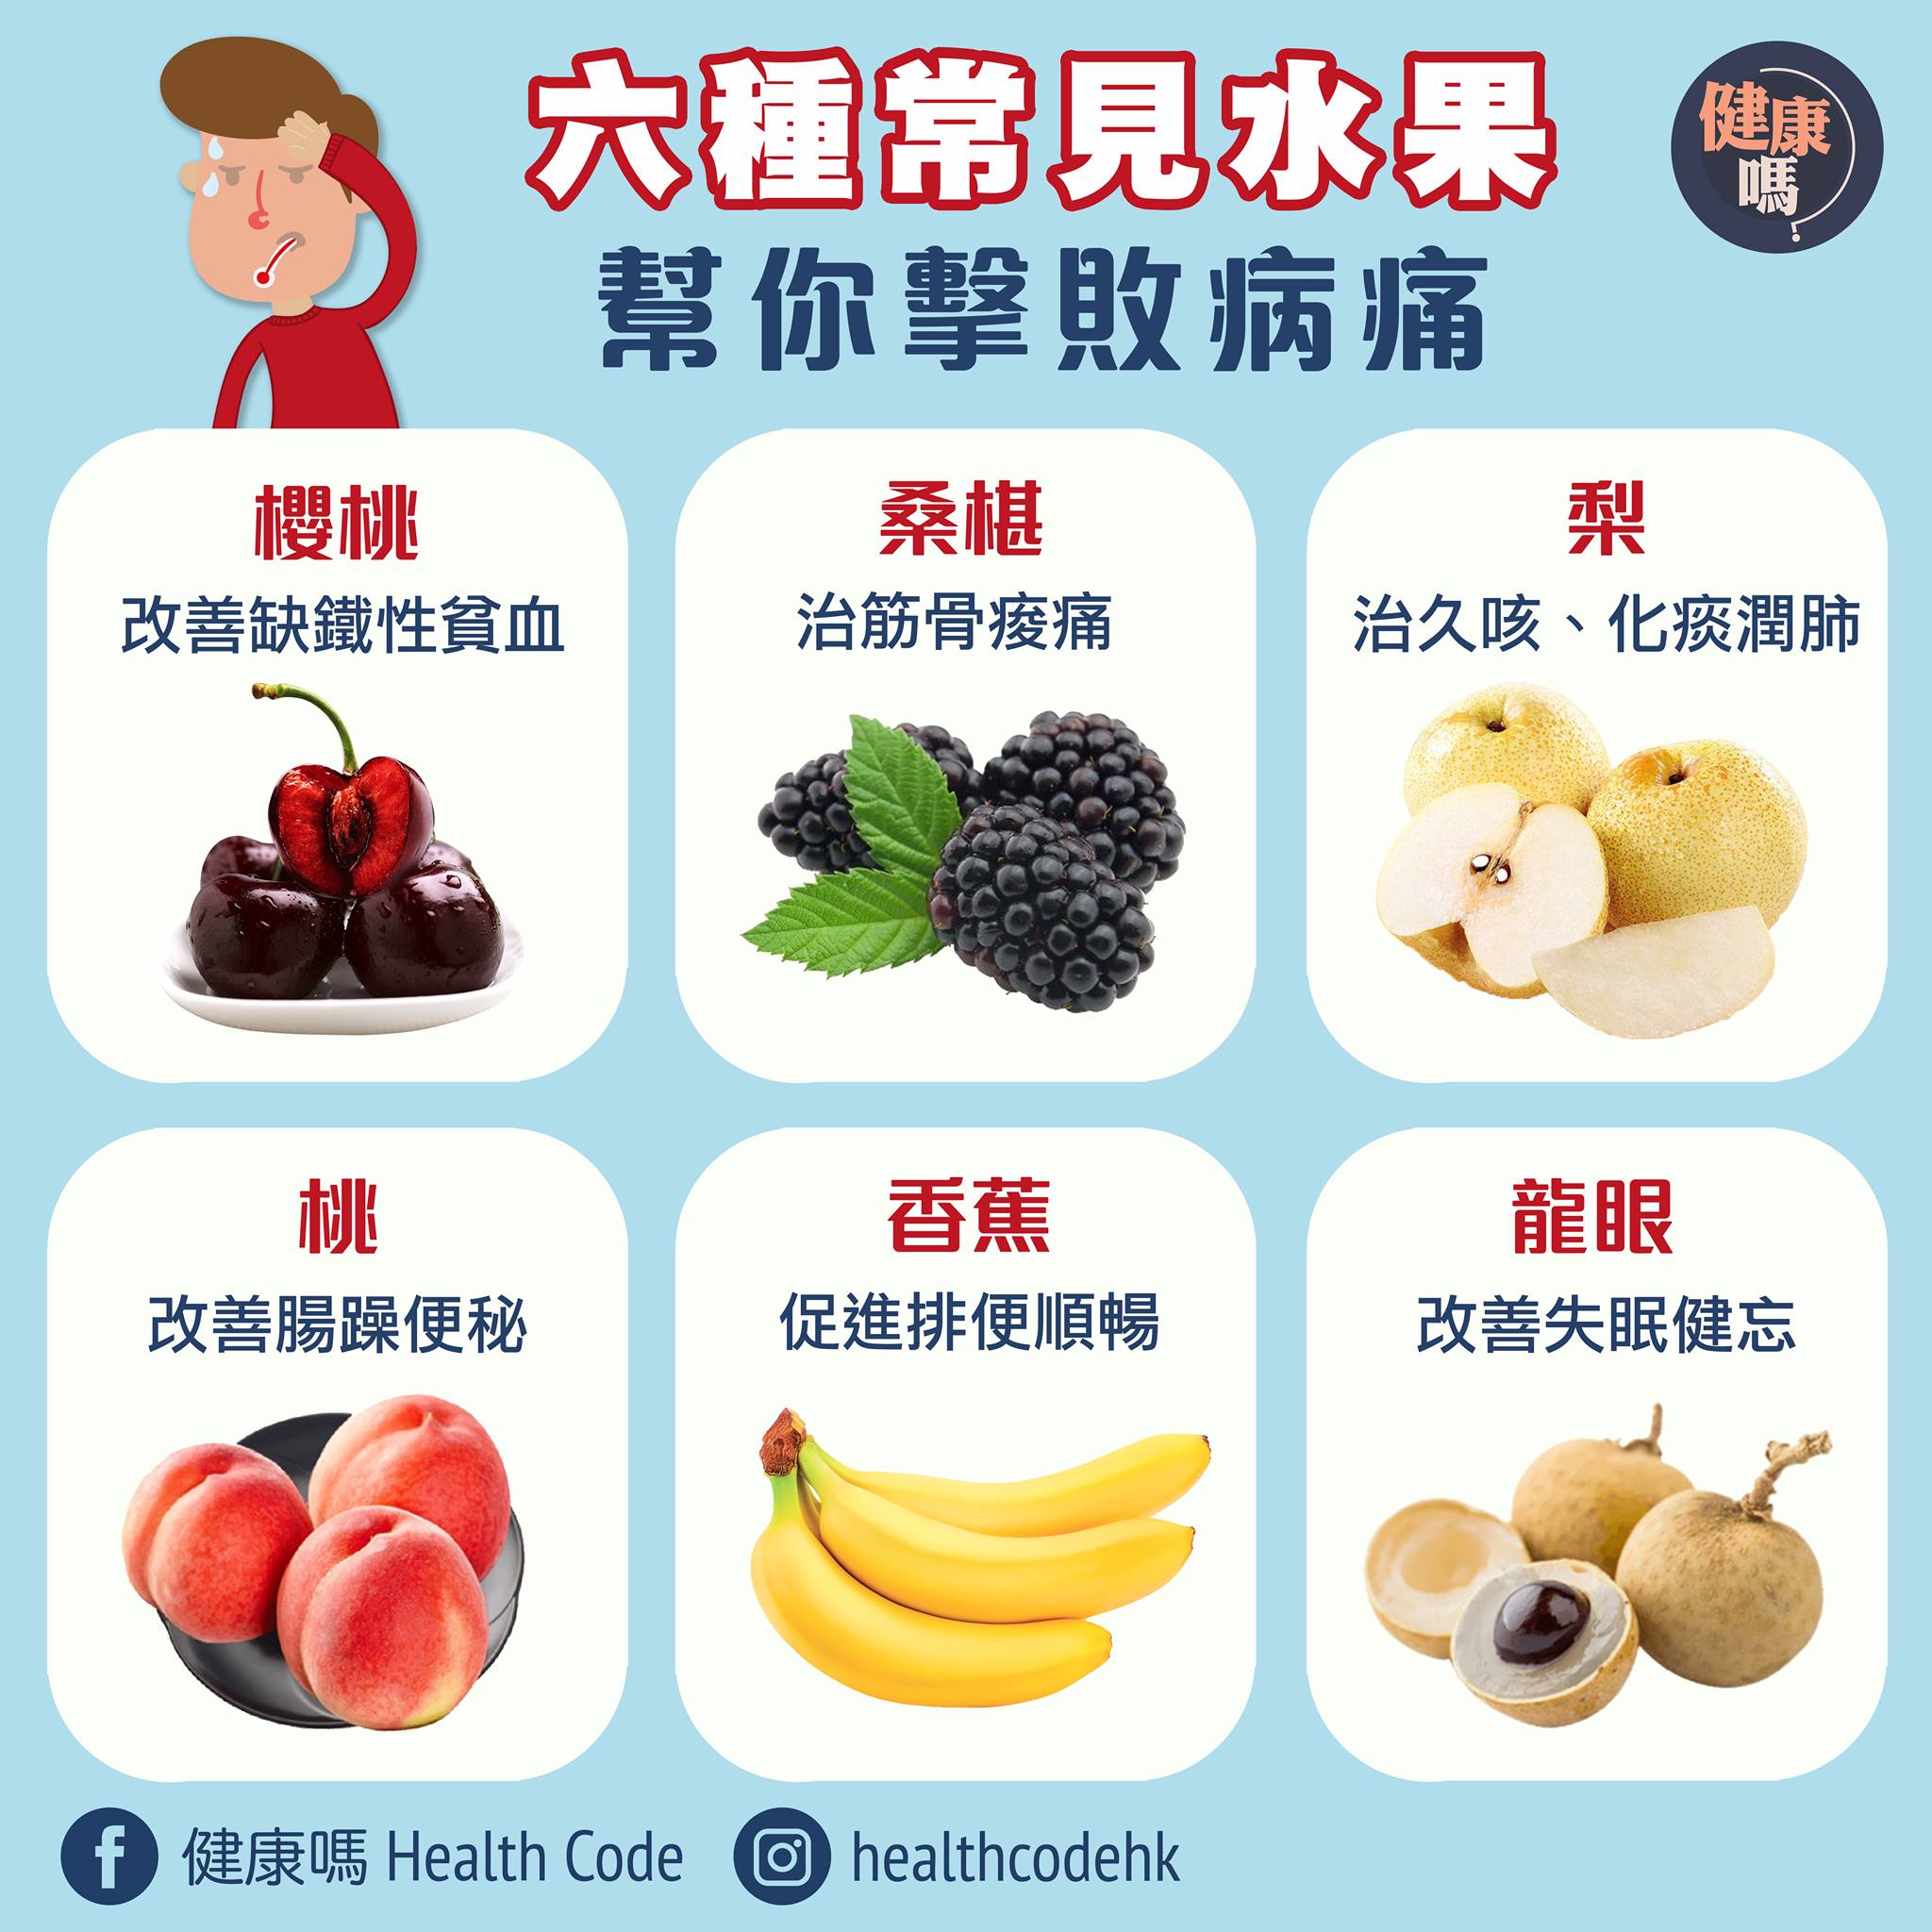 六種常見水果
健康
嗎?
幫你擊敗病痛
櫻桃
改善缺鐵性貧血
桑椹
治筋骨痠痛
梨
治久咳、化痰潤肺
桃
改善腸躁便秘
香蕉
促進排便順暢
龍眼
改善失眠健忘
健康嗎 Health Code
healthcodehk